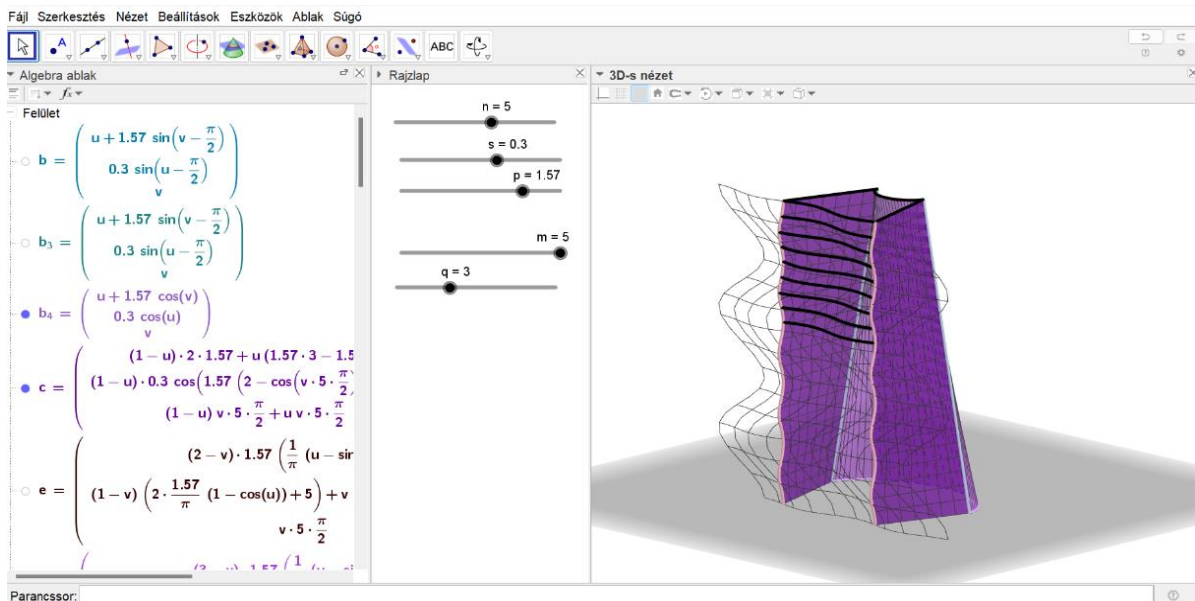 Fájl Szerkesztés Nézet Beállítások Eszközök Ablak Súgó
ABC
Algebra ablak
Rajzlap
3D-s nézet
Felület
b = ( u + 1.57 sin(v − π/2)
0.3 sin(u − π/2)
v )
b₃ = ( u + 1.57 sin(v − π/2)
0.3 sin(u − π/2)
v )
b₄ = ( u + 1.57 cos(v)
0.3 cos(u)
v )
c = ( (1 − u) · 2 · 1.57 + u (1.57 · 3 − 1.5
(1 − u) · 0.3 cos(1.57 (2 − cos(v · 5 · π/2)
(1 − u) v · 5 · π/2 + u v · 5 · π/2
e = ( (2 − v) · 1.57 (1/π (u − sin
(1 − v) (2 · 1.57/π (1 − cos(u)) + 5) + v
v · 5 · π/2
n = 5
s = 0.3
p = 1.57
m = 5
q = 3
Parancssor: